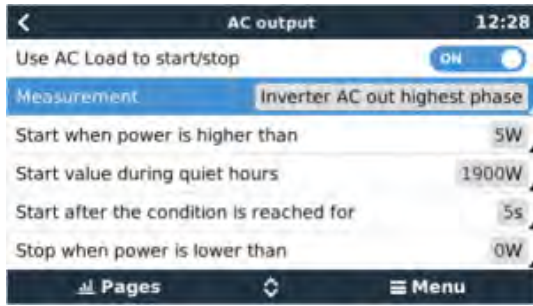 AC output 12:28
Use AC Load to start/stop ON
Measurement Inverter AC out highest phase
Start when power is higher than 5W
Start value during quiet hours 1900W
Start after the condition is reached for 5s
Stop when power is lower than 0W
Pages Menu